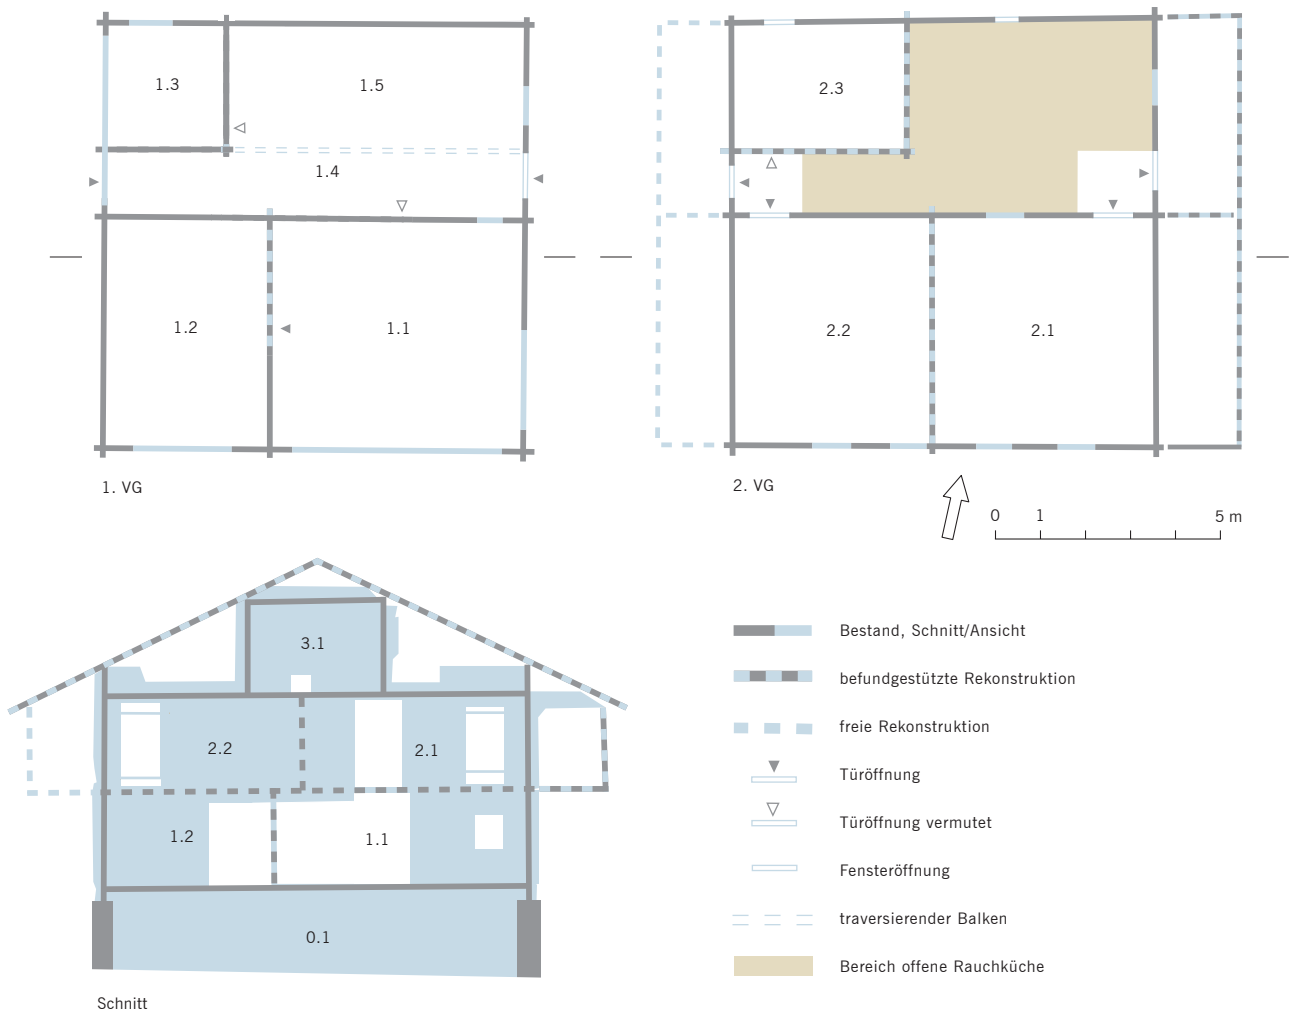 1.3
1.5
1.4
1.2
1.1
1. VG
2.3
2.2
2.1
2. VG
0 1 5 m
3.1
2.2
2.1
1.2
1.1
0.1
Schnitt
Bestand, Schnitt/Ansicht
befundgestützte Rekonstruktion
freie Rekonstruktion
Türöffnung
Türöffnung vermutet
Fensteröffnung
traversierender Balken
Bereich offene Rauchküche